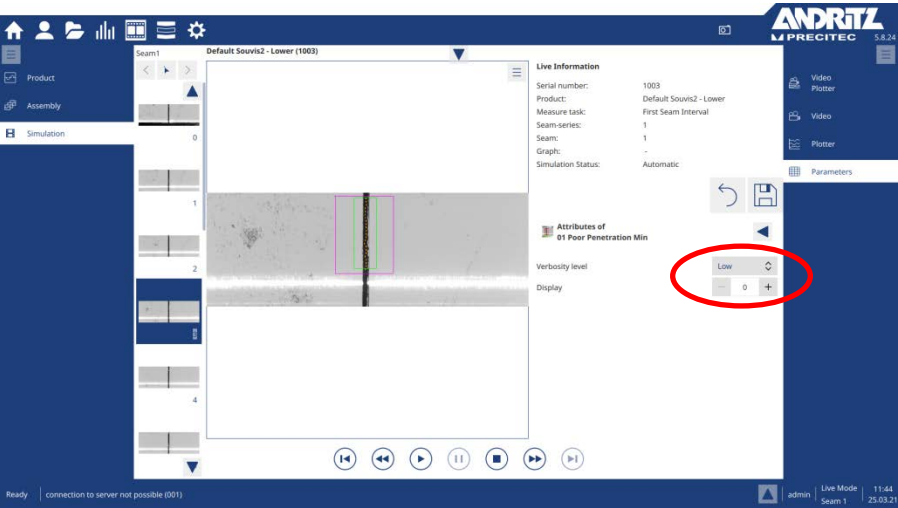 ANDRITZ
PRECITEC
5.8.24
Product
Assembly
Simulation
Seam1
0
1
2
4
Default Souvis2 - Lower (1003)
Live Information
Serial number: 1003
Product: Default Souvis2 - Lower
Measure task: First Seam Interval
Seam-series: 1
Seam: 1
Graph: -
Simulation Status: Automatic
Attributes of
01 Poor Penetration Min
Verbosity level Low
Display − 0 +
Video
Plotter
Video
Plotter
Parameters
Ready connection to server not possible (001)
admin
Live Mode
Seam 1
11:44
25.03.21